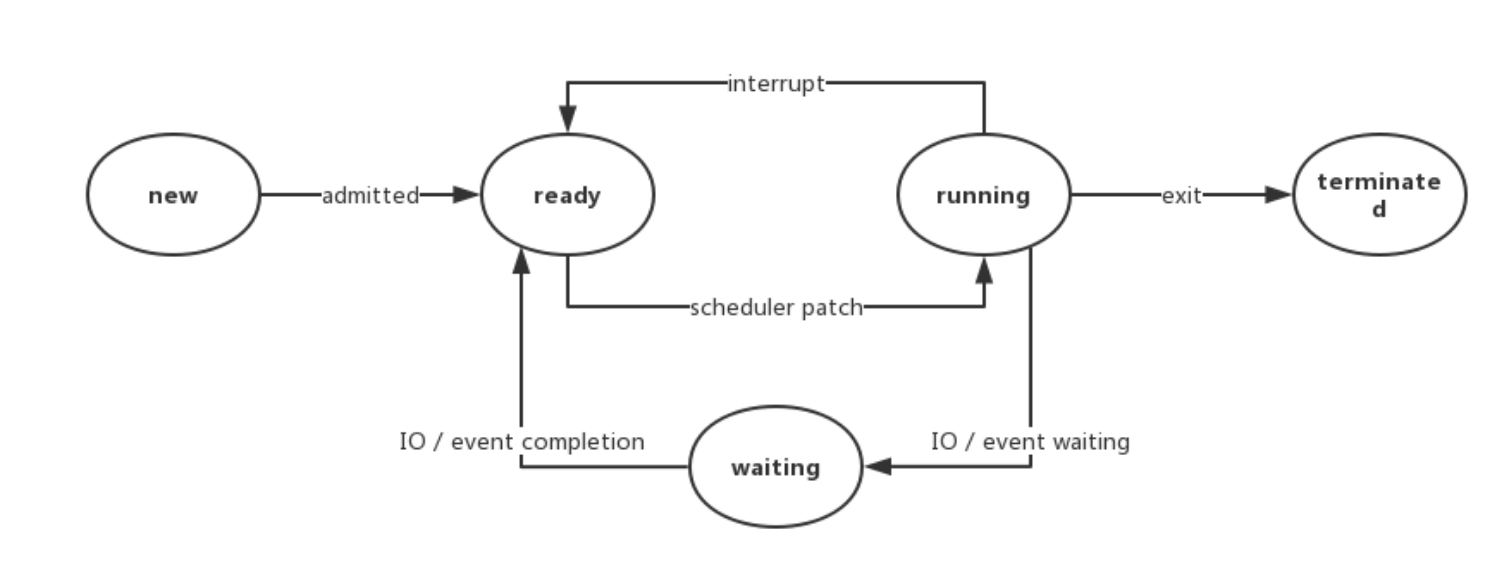 interrupt
new
admitted
ready
running
exit
terminate
d
scheduler patch
IO / event completion
IO / event waiting
waiting